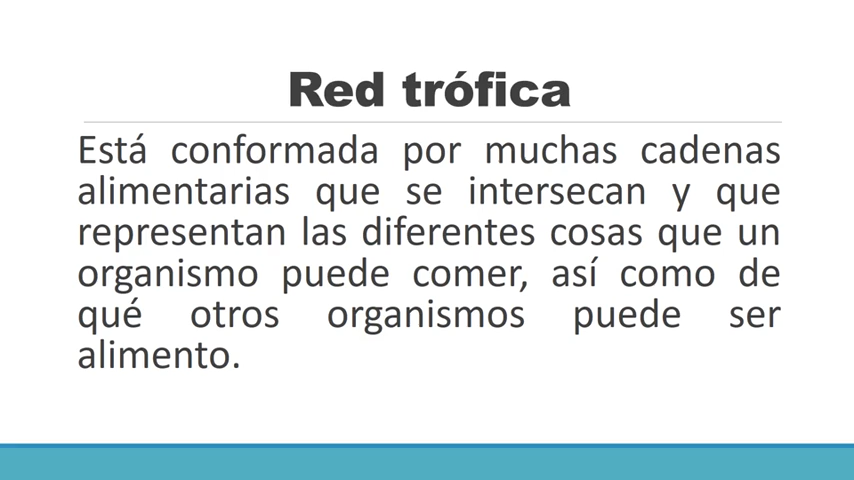 Red trófica
Está conformada por muchas cadenas
alimentarias que se intersecan y que
representan las diferentes cosas que un
organismo puede comer, así como de
qué otros organismos puede ser
alimento.